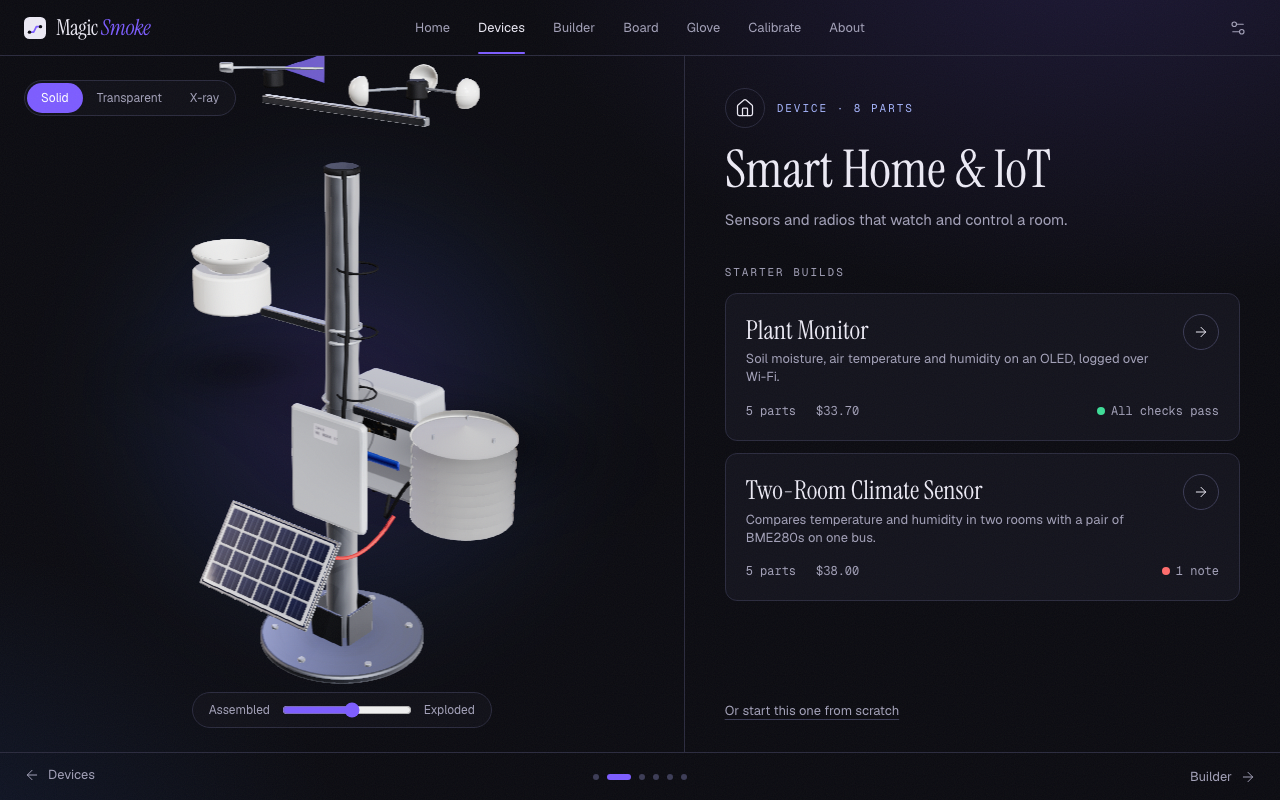 Magic Smoke
Home
Devices
Builder
Board
Glove
Calibrate
About
Solid
Transparent
X-ray
DEVICE · 8 PARTS
Smart Home & IoT
Sensors and radios that watch and control a room.
STARTER BUILDS
Plant Monitor
Soil moisture, air temperature and humidity on an OLED, logged over
Wi-Fi.
5 parts $33.70
All checks pass
Two-Room Climate Sensor
Compares temperature and humidity in two rooms with a pair of
BME280s on one bus.
5 parts $38.00
1 note
Assembled
Exploded
Or start this one from scratch
Devices
Builder